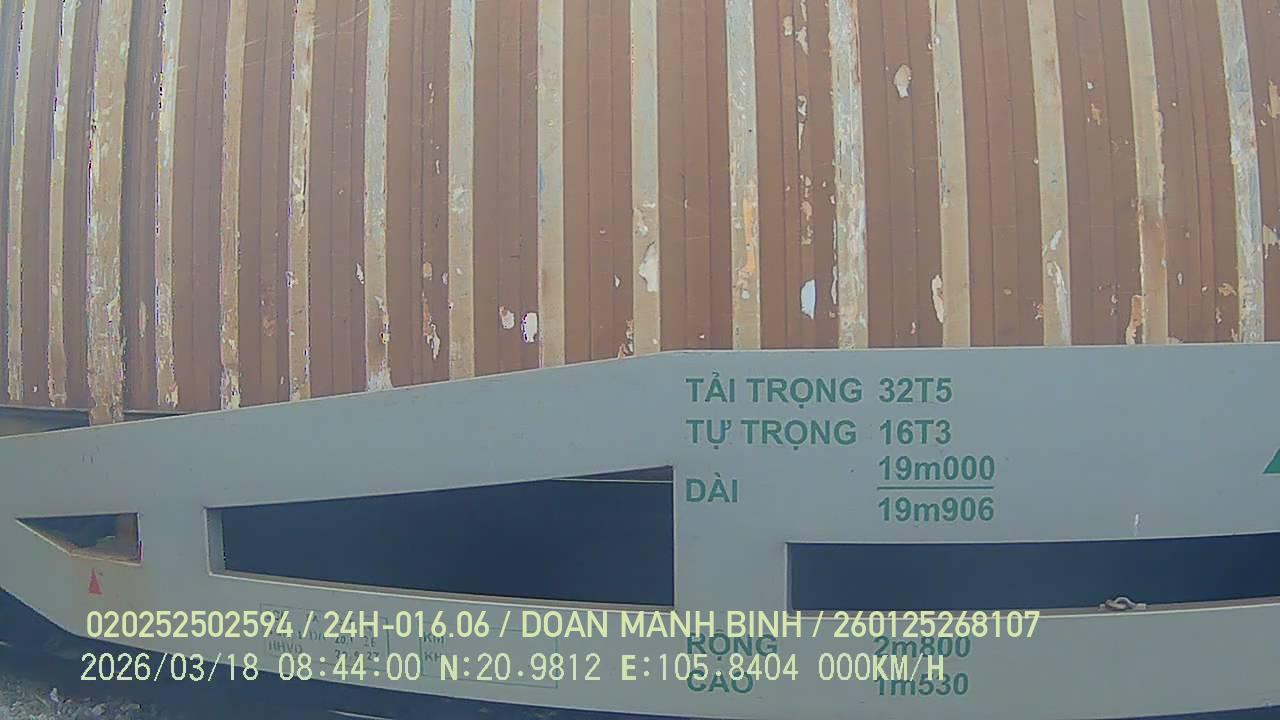 TẢI TRỌNG 32T5
TỰ TRỌNG 16T3
DÀI 19m000
19m906
020252502594 / 24H-016.06 / DOAN MANH BINH / 260125268107
RỘNG 2m800
KM
2026/03/18 08:44:00 N:20.9812 E:105.8404 000KM/H
CAO 1m530